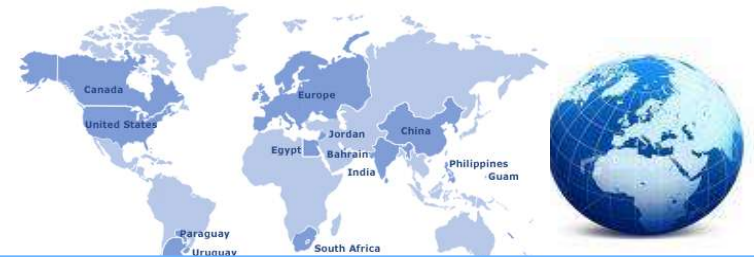 Canada
Europe
United States
Jordan
China
Egypt
Bahrain
India
Philippines
Guam
Paraguay
Uruguay
South Africa